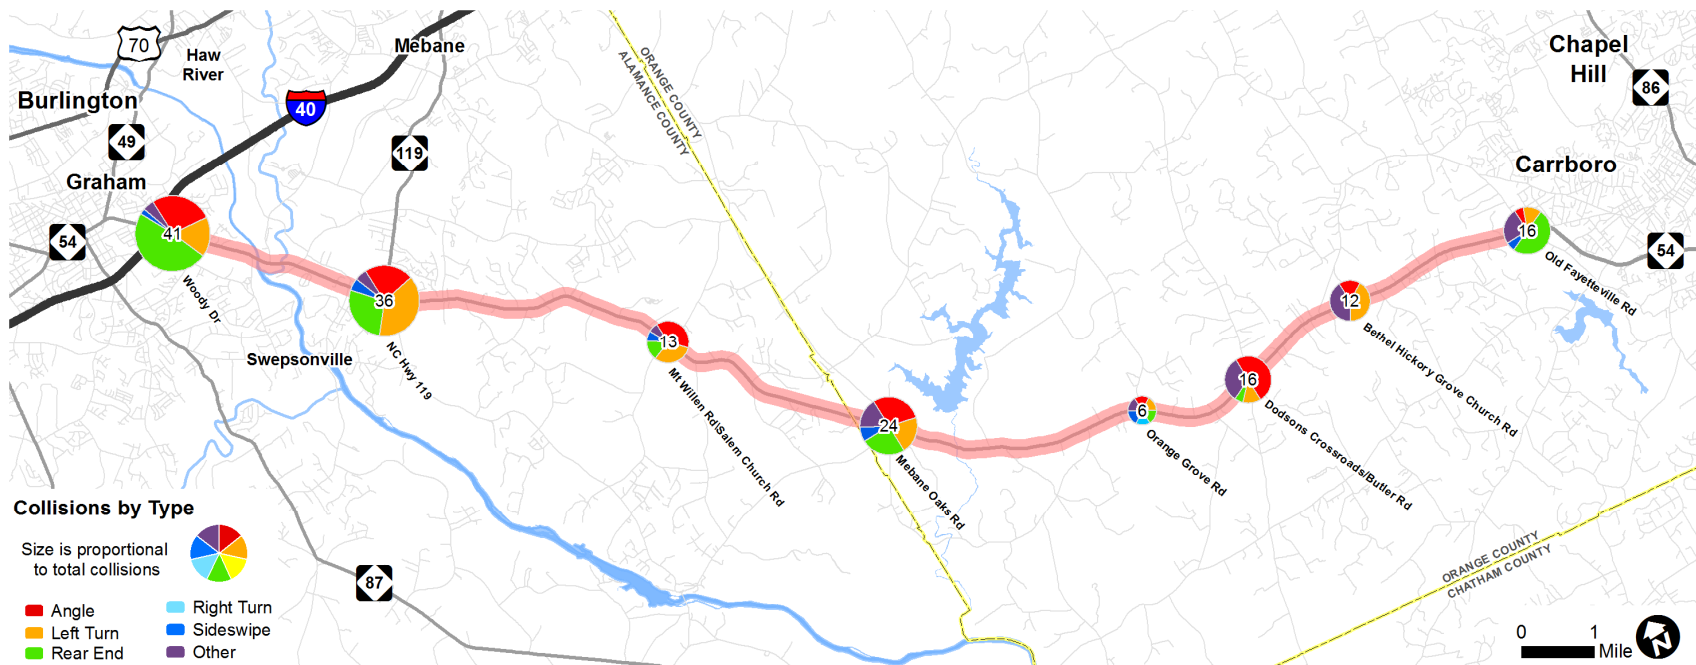 70
Haw
River
Mebane
Burlington
40
49
119
Graham
54
ORANGE COUNTY
ALAMANCE COUNTY
Chapel
Hill
86
Carrboro
54
41
Woody Dr
36
NC Hwy 119
Swepsonville
13
Mt Willen Rd\Salem Church Rd
24
Mebane Oaks Rd
6
Orange Grove Rd
16
Dodsons Crossroads/Butler Rd
12
Bethel Hickory Grove Church Rd
16
Old Fayetteville Rd
87
ORANGE COUNTY
CHATHAM COUNTY
Collisions by Type
Size is proportional
to total collisions
Angle
Left Turn
Rear End
Right Turn
Sideswipe
Other
0 1
Mile
N